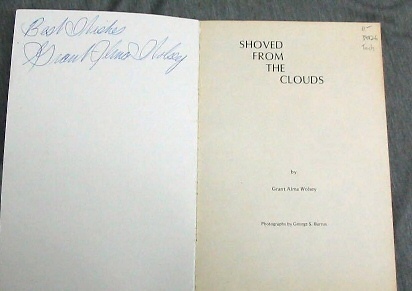 Best Wishes
Grant Alma Wolsey
SHOVED
FROM
THE
CLOUDS
by
Grant Alma Wolsey
Photographs by George S. Barrus